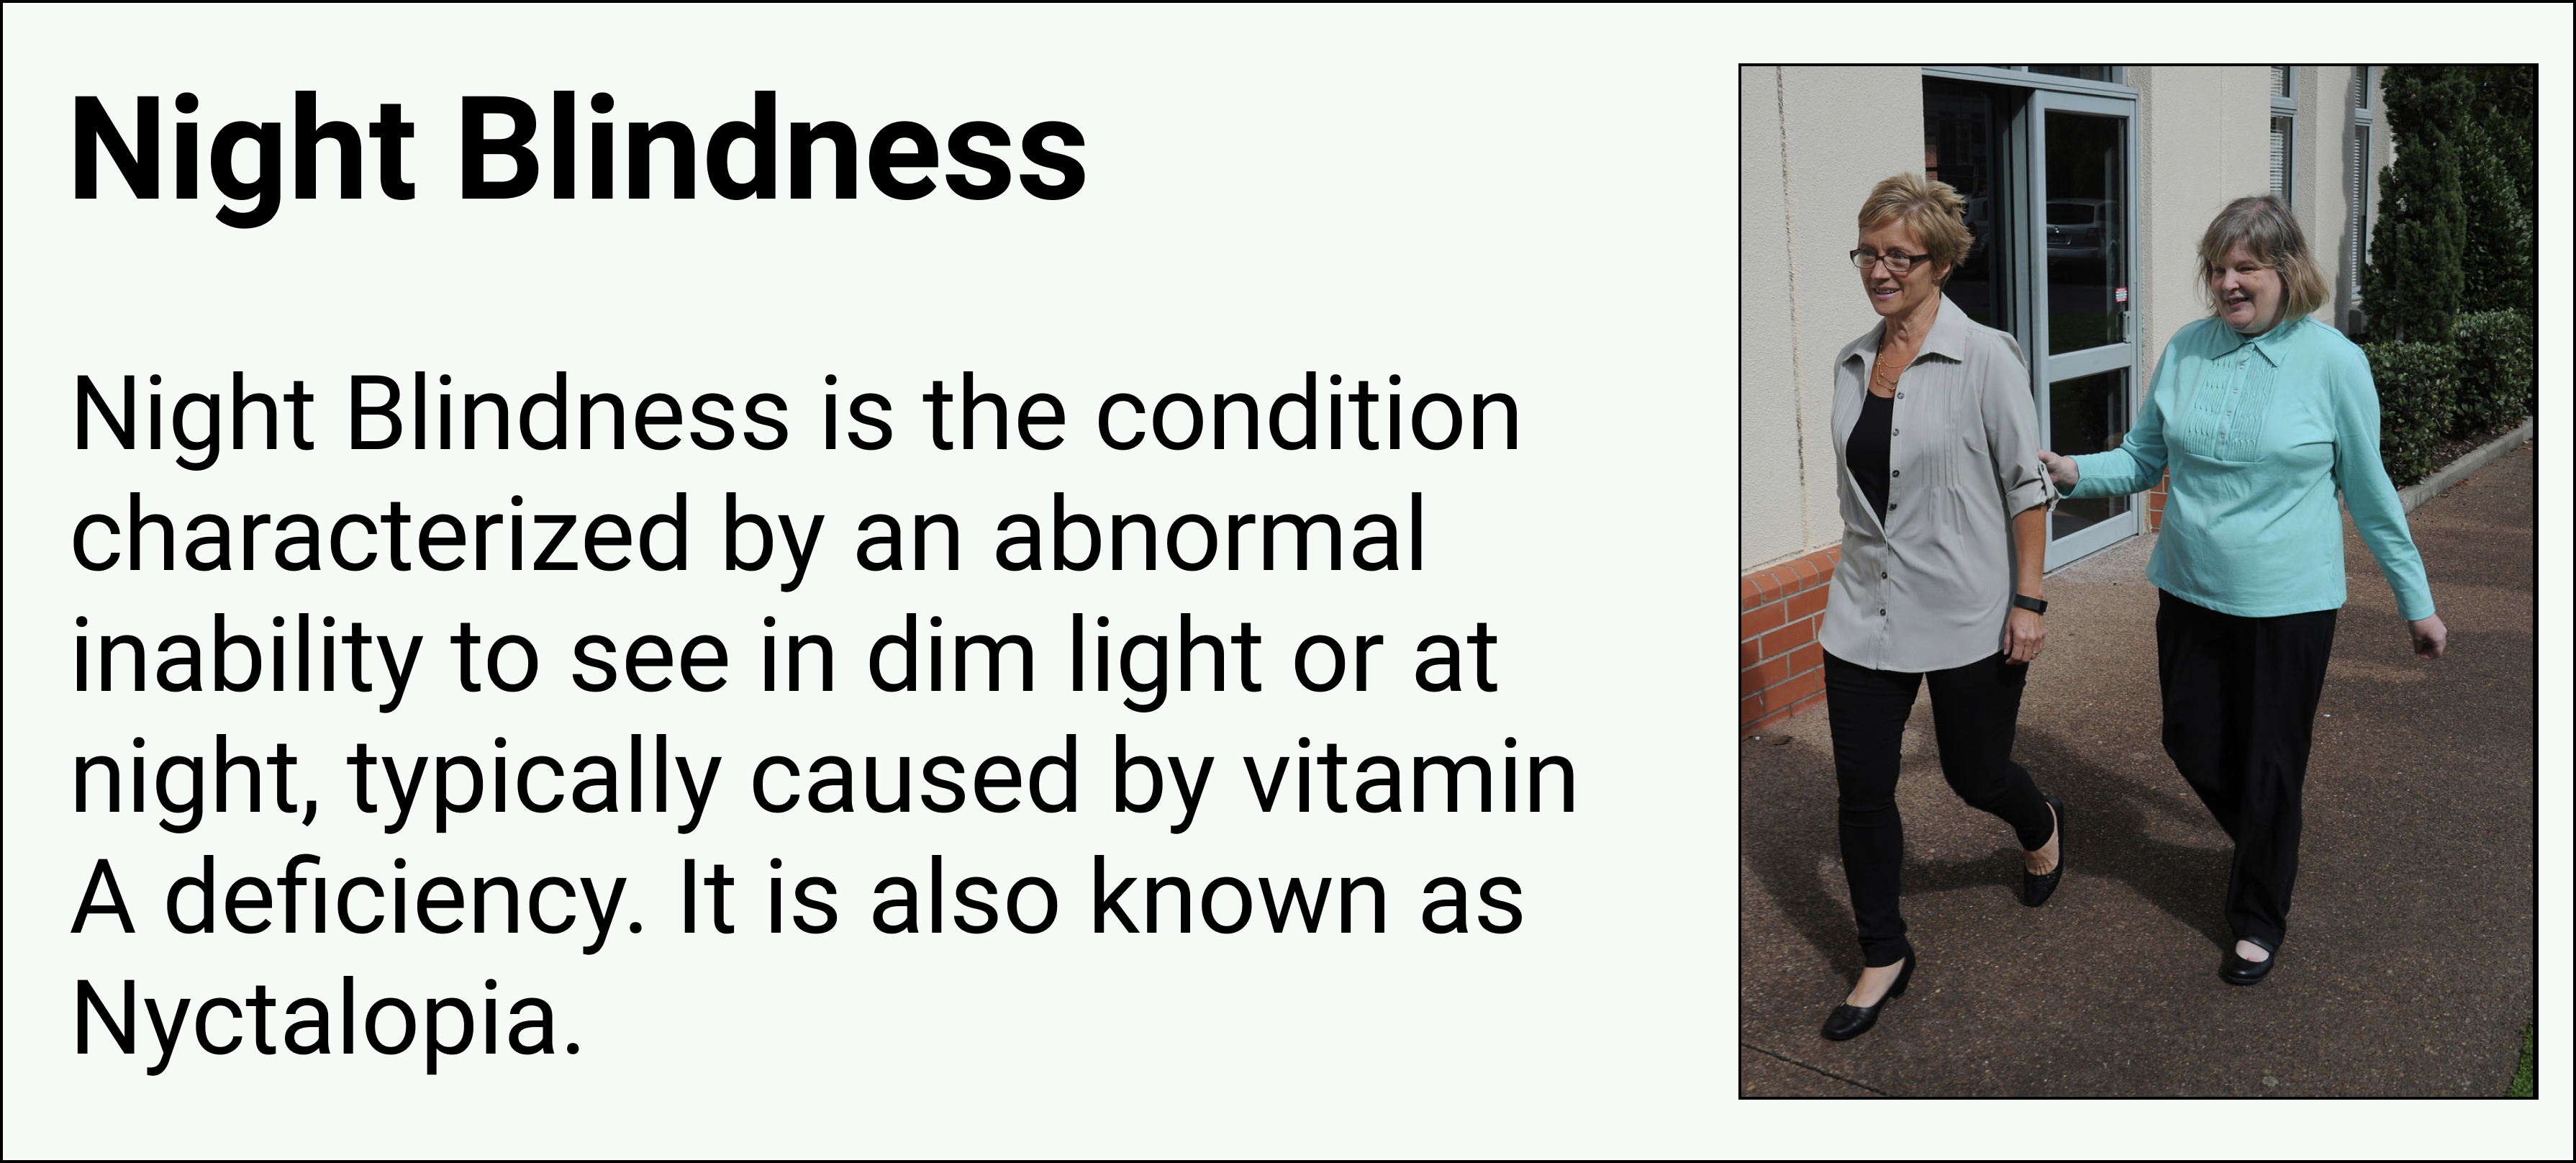 Night Blindness
Night Blindness is the condition
characterized by an abnormal
inability to see in dim light or at
night, typically caused by vitamin
A deficiency. It is also known as
Nyctalopia.